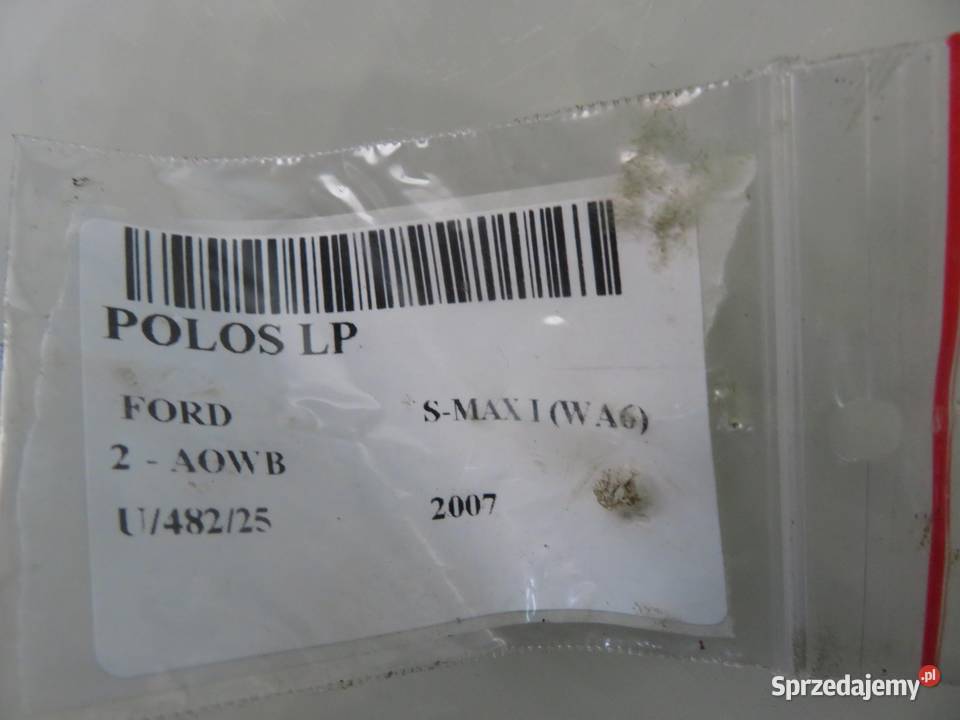 POLOS LP
FORD S-MAX I (WA6)
2 - AOWB
U/482/25 2007
Sprzedajemy.pl